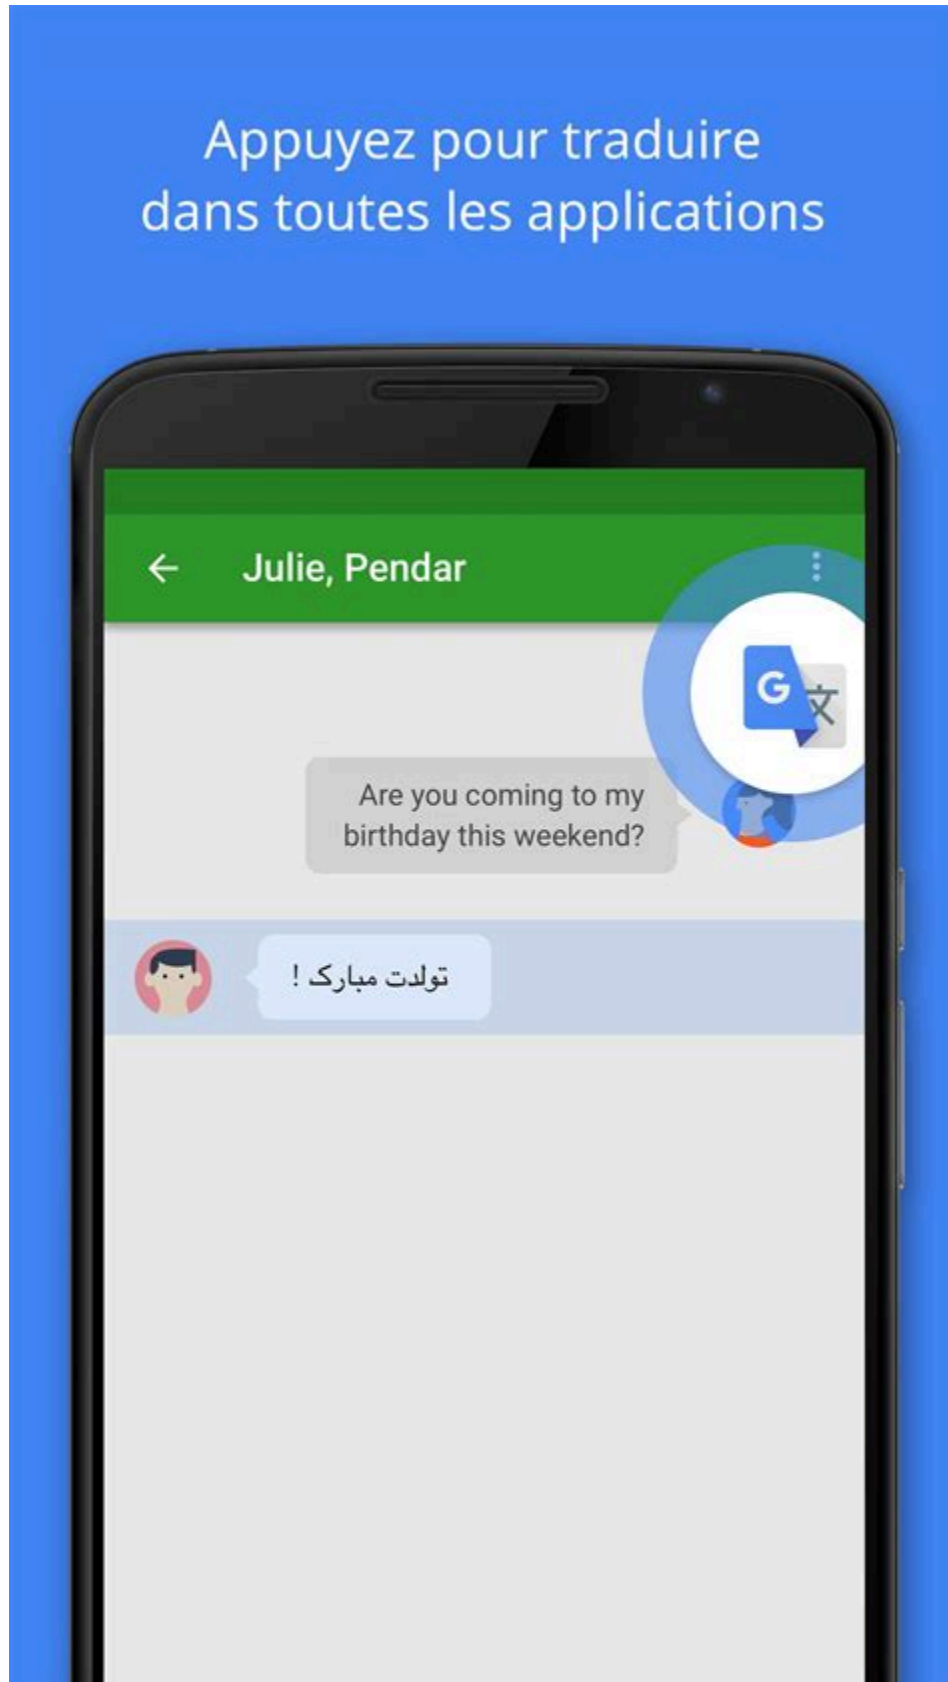 Appuyez pour traduire
dans toutes les applications
Julie, Pendar
G 文
Are you coming to my
birthday this weekend?
تولدت مبارک !